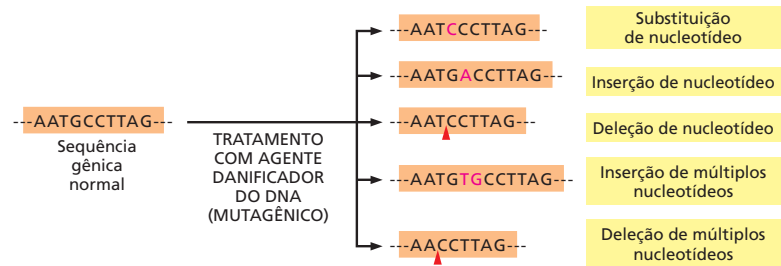 ---AATGCCTTAG---
Sequência
gênica
normal
TRATAMENTO
COM AGENTE
DANIFICADOR
DO DNA
(MUTAGÊNICO)
---AATCCCTTAG---
Substituição
de nucleotídeo
---AATGACCTTAG---
Inserção de nucleotídeo
---AATCCTTAG---
Deleção de nucleotídeo
---AATGTGCCTTAG---
Inserção de múltiplos
nucleotídeos
---AACCTTAG---
Deleção de múltiplos
nucleotídeos